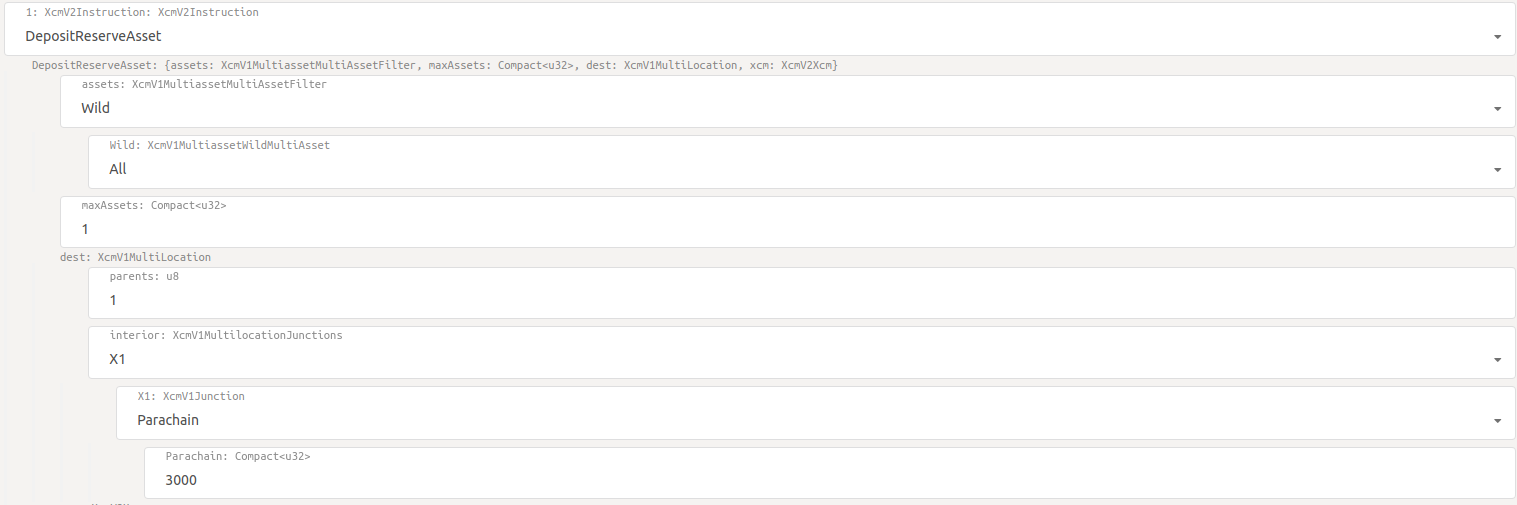 1: XcmV2Instruction: XcmV2Instruction
DepositReserveAsset
DepositReserveAsset: {assets: XcmV1MultiassetMultiAssetFilter, maxAssets: Compact<u32>, dest: XcmV1MultiLocation, xcm: XcmV2Xcm}
assets: XcmV1MultiassetMultiAssetFilter
Wild
Wild: XcmV1MultiassetWildMultiAsset
All
maxAssets: Compact<u32>
1
dest: XcmV1MultiLocation
parents: u8
1
interior: XcmV1MultilocationJunctions
X1
X1: XcmV1Junction
Parachain
Parachain: Compact<u32>
3000